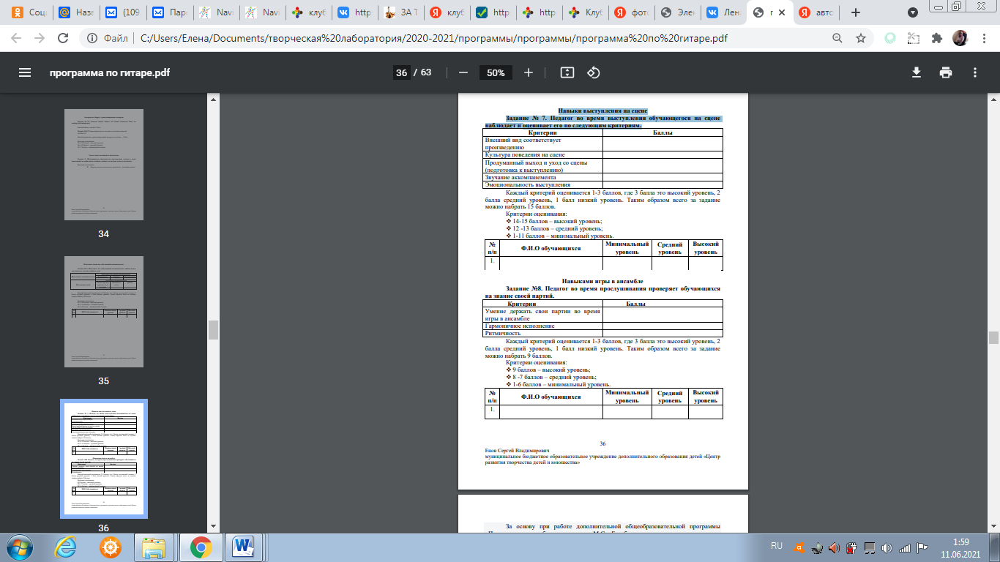 Соци
Назе
(109
Парк
Navi
Navi
клуб
http
ЗА Т
клуб
http
http
Клуб
фото
Элен
Лена
г
авто
Файл
C:/Users/Елена/Documents/творческая%20лаборатория/2020-2021/программы/программы/программа%20по%20гитаре.pdf
программа по гитаре.pdf
36 / 63
50%
34
35
36
Навыки выступления на сцене
Задание № 7. Педагог во время выступления обучающегося на сцене
наблюдает и оценивает его по следующим критериям.
Критерии Баллы
Внешний вид соответствует
произведению
Культура поведения на сцене
Продуманный выход и уход со сцены
(подготовка к выступлению)
Звучание аккомпанемента
Эмоциональность выступления
Каждый критерий оценивается 1-3 баллов, где 3 балла это высокий уровень, 2
балла средний уровень, 1 балл низкий уровень. Таким образом всего за задание
можно набрать 15 баллов.
Критерии оценивания:
❖ 14-15 баллов – высокий уровень;
❖ 12 -13 баллов – средний уровень;
❖ 1-11 баллов – минимальный уровень.
№ п/п Ф.И.О обучающихся Минимальный уровень Средний уровень Высокий уровень
1.
Навыками игры в ансамбле
Задание №8. Педагог во время прослушивания проверяет обучающихся
на знание своей партий.
Критерии Баллы
Умение держать свои партии во время
игры в ансамбле
Гармоничное исполнение
Ритмичность
Каждый критерий оценивается 1-3 баллов, где 3 балла это высокий уровень, 2
балла средний уровень, 1 балл низкий уровень. Таким образом всего за задание
можно набрать 9 баллов.
Критерии оценивания:
❖ 9 баллов – высокий уровень;
❖ 8 -7 баллов – средний уровень;
❖ 1-6 баллов – минимальный уровень.
№ п/п Ф.И.О обучающихся Минимальный уровень Средний уровень Высокий уровень
1.
36
Енов Сергей Владимирович
муниципальное бюджетное образовательное учреждение дополнительного образования детей «Центр
развития творчества детей и юношества»
За основу при работе дополнительной общеобразовательной программы
RU
1:59
11.06.2021